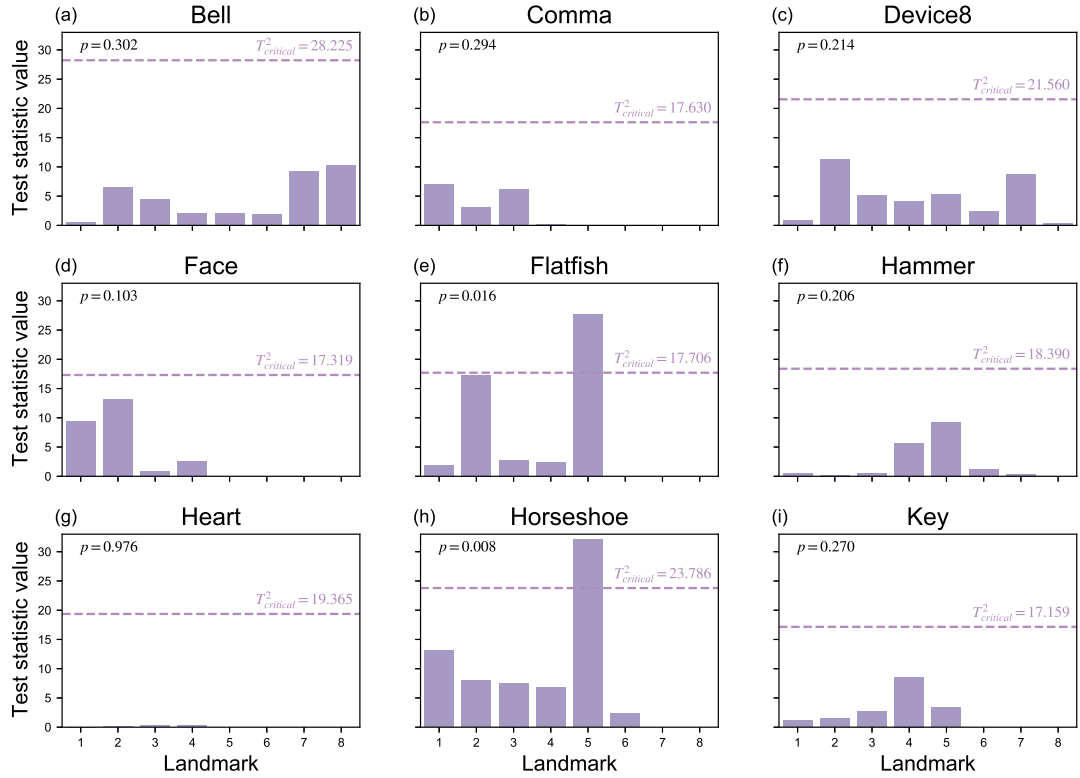 (a) Bell
(b) Comma
(c) Device8
Test statistic value
30
25
20
15
10
5
0
p = 0.302
T²critical = 28.225
p = 0.294
T²critical = 17.630
p = 0.214
T²critical = 21.560
(d) Face
(e) Flatfish
(f) Hammer
Test statistic value
30
25
20
15
10
5
0
p = 0.103
T²critical = 17.319
p = 0.016
T²critical = 17.706
p = 0.206
T²critical = 18.390
(g) Heart
(h) Horseshoe
(i) Key
Test statistic value
30
25
20
15
10
5
0
p = 0.976
T²critical = 19.365
p = 0.008
T²critical = 23.786
p = 0.270
T²critical = 17.159
1 2 3 4 5 6 7 8
1 2 3 4 5 6 7 8
1 2 3 4 5 6 7 8
Landmark
Landmark
Landmark